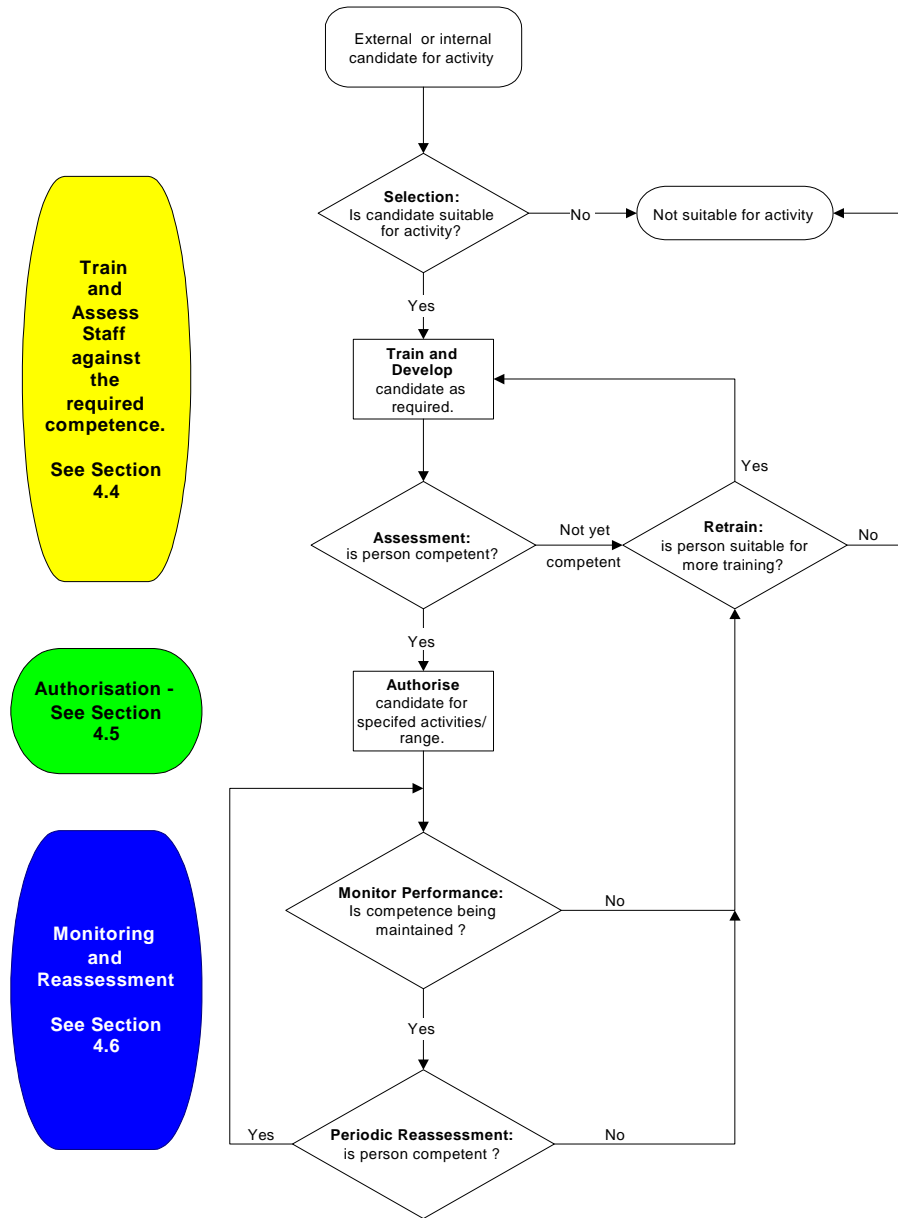 External or internal
candidate for activity
Selection:
Is candidate suitable
for activity?
No
Not suitable for activity
Yes
Train
and
Assess
Staff
against
the
required
competence.
See Section
4.4
Train and
Develop
candidate as
required.
Yes
Assessment:
is person competent?
Not yet
competent
Retrain:
is person suitable for
more training?
No
Yes
Authorisation -
See Section
4.5
Authorise
candidate for
specifed activities/
range.
Monitor Performance:
Is competence being
maintained ?
No
Monitoring
and
Reassessment
See Section
4.6
Yes
Periodic Reassessment:
is person competent ?
Yes
No